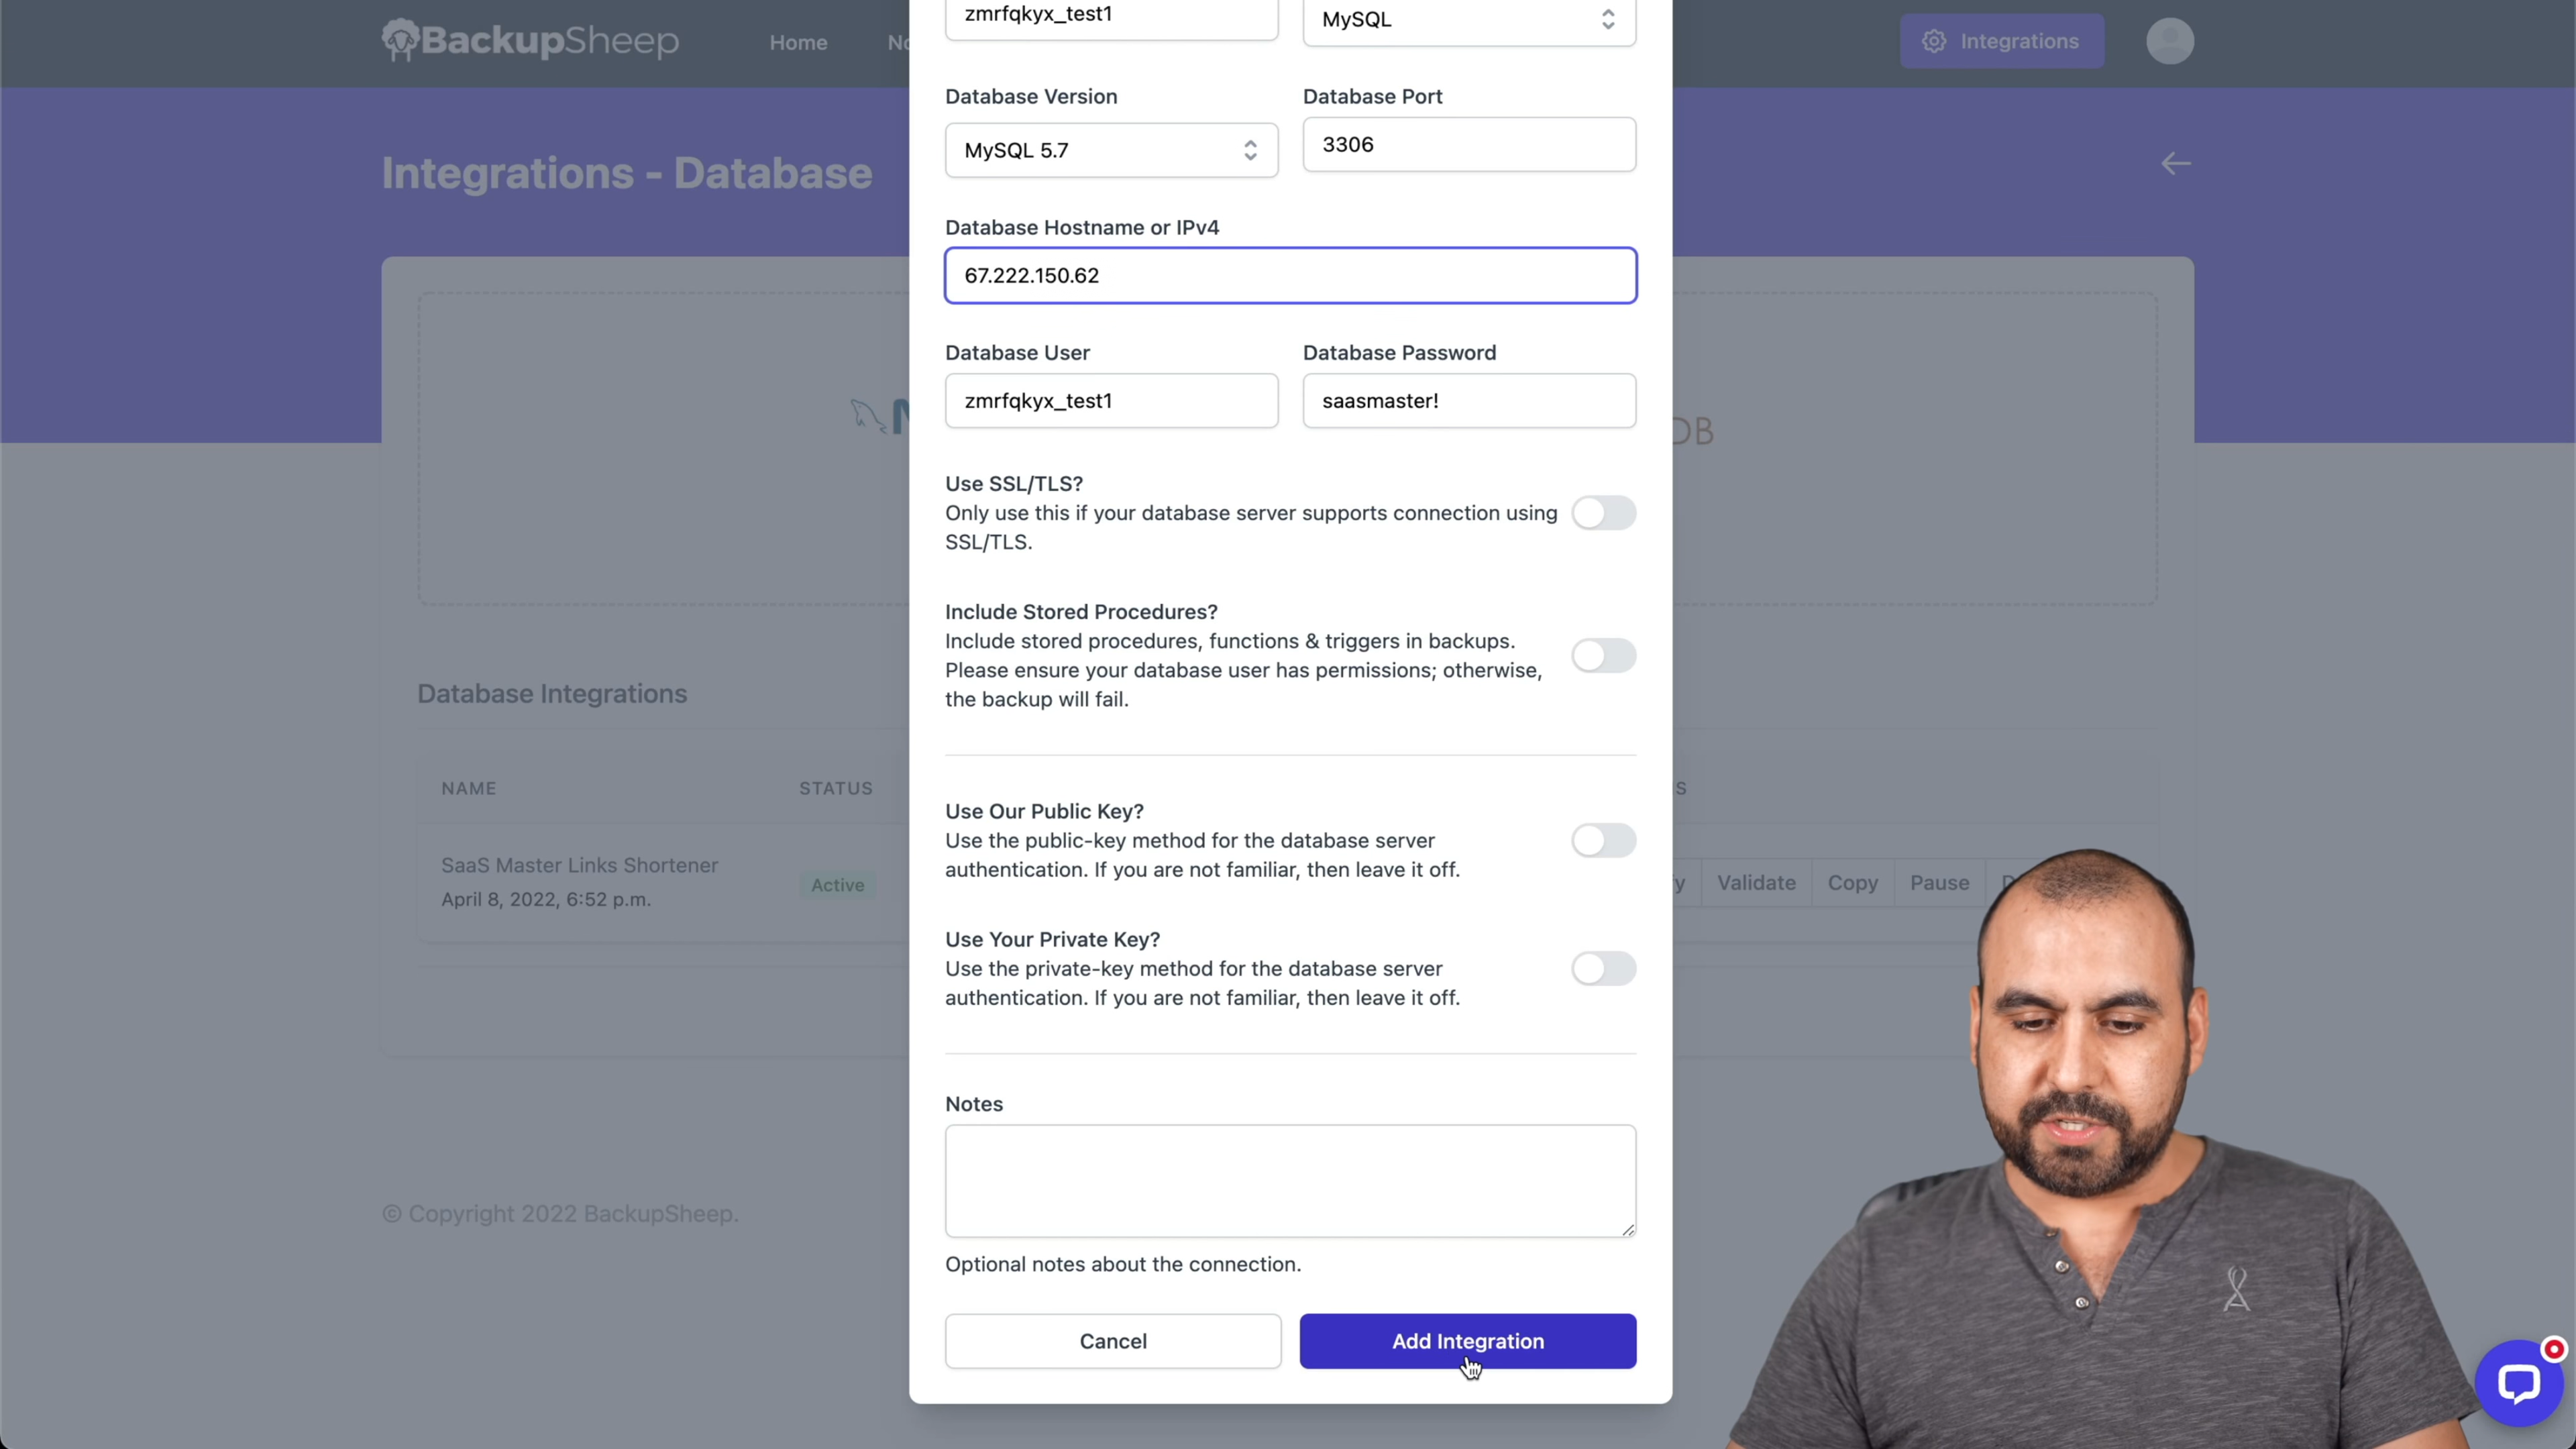 BackupSheep
Home
No
Integrations
zmrfqkyx_test1
MySQL
Database Version
Database Port
MySQL 5.7
3306
Integrations - Database
Database Hostname or IPv4
67.222.150.62
Database User
Database Password
zmrfqkyx_test1
saasmaster!
DB
Use SSL/TLS?
Only use this if your database server supports connection using
SSL/TLS.
Include Stored Procedures?
Include stored procedures, functions & triggers in backups.
Please ensure your database user has permissions; otherwise,
the backup will fail.
Database Integrations
NAME
STATUS
S
Use Our Public Key?
Use the public-key method for the database server
authentication. If you are not familiar, then leave it off.
SaaS Master Links Shortener
April 8, 2022, 6:52 p.m.
Active
y
Validate
Copy
Pause
Use Your Private Key?
Use the private-key method for the database server
authentication. If you are not familiar, then leave it off.
Notes
© Copyright 2022 BackupSheep.
Optional notes about the connection.
Cancel
Add Integration